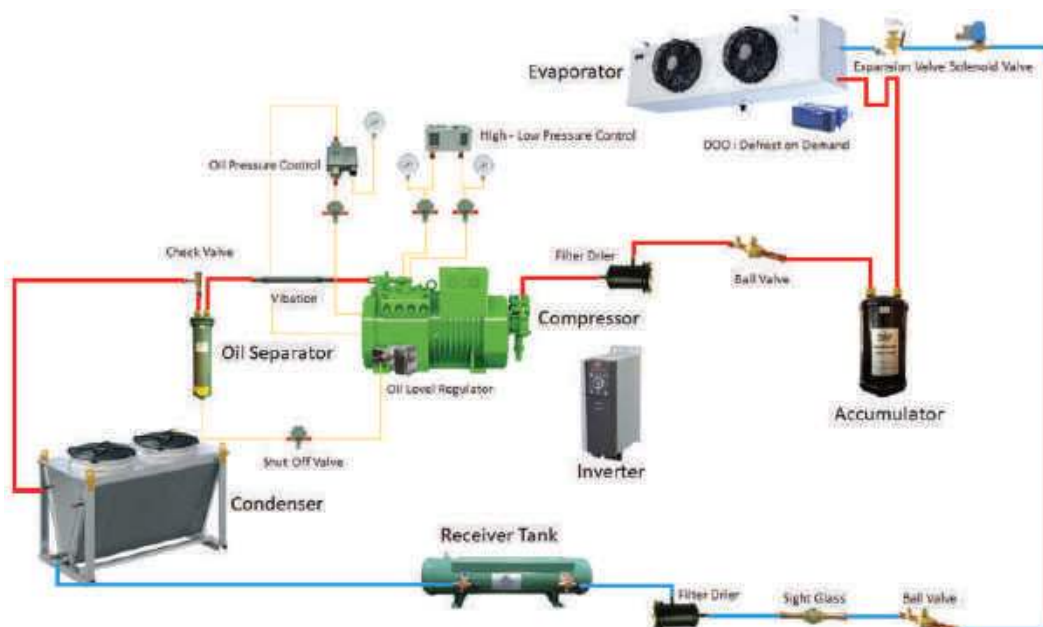 Evaporator
Expansion Velve Solenoid Valve
DOD : Defrost on Demand
High - Low Pressure Control
Oil Pressure Control
Check Valve
Vibation
Filter Drier
Ball Valve
Oil Separator
Compressor
Oil Level Regulator
Accumulator
Inverter
Shut Off Valve
Condenser
Receiver Tank
Filter Drier
Sight Glass
Ball Valve